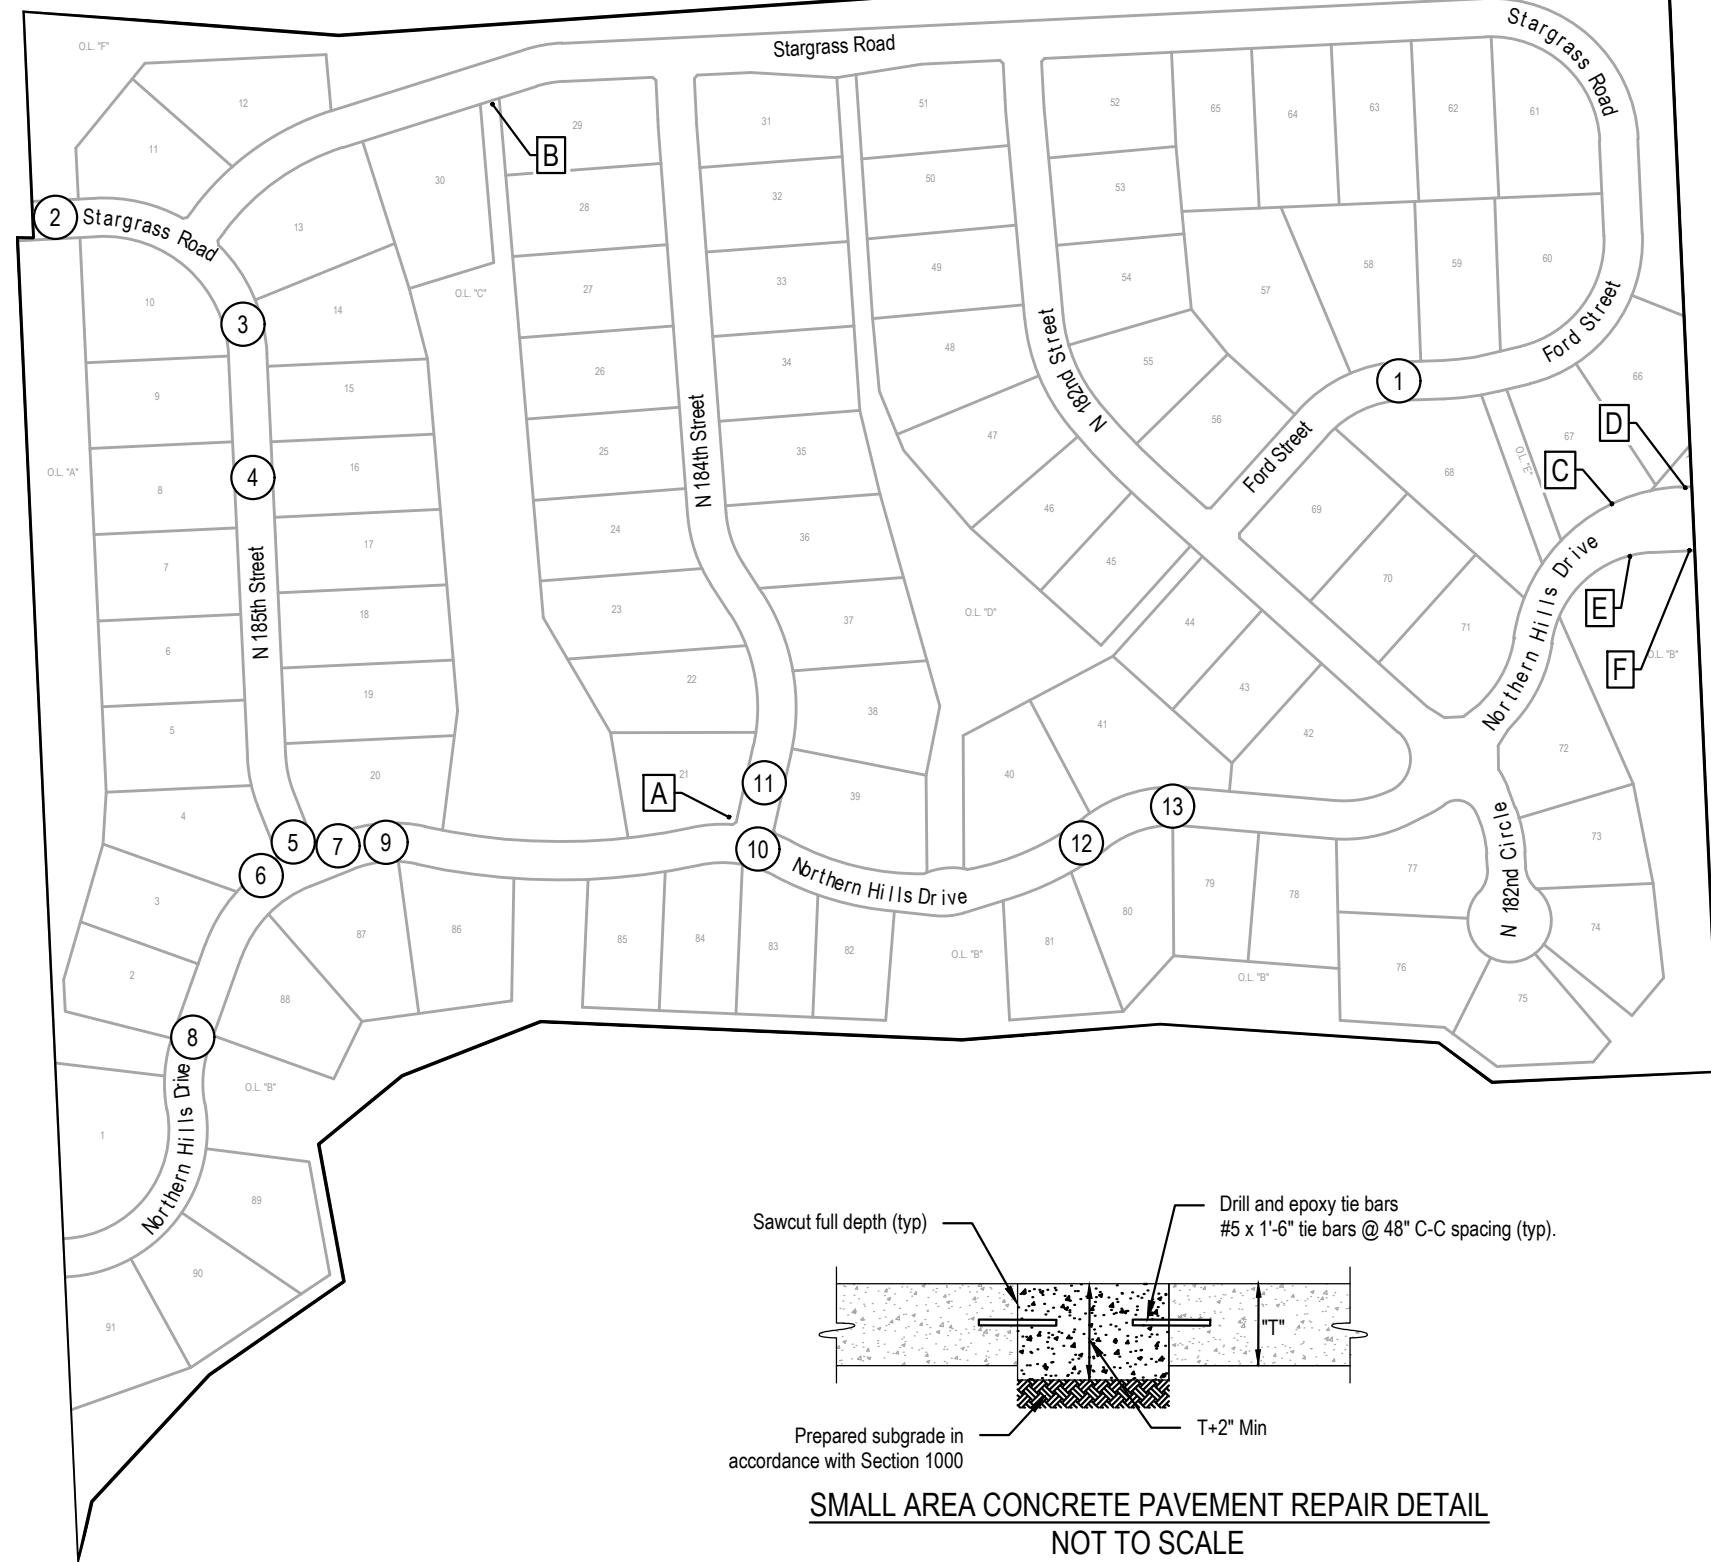 O.L. "F"
Stargrass Road
Stargrass Road
12
11
51
52
65
64
63
62
61
31
29
B
30
50
53
32
28
2
Stargrass Road
13
O.L. "C"
27
33
49
54
57
58
59
60
10
14
3
N 182nd Street
Ford Street
26
34
48
55
1
66
9
15
56
47
N 184th Street
Ford Street
D
67
O.L. "E"
68
C
O.L. "A"
4
16
25
35
8
46
69
24
36
N 185th Street
17
45
70
Northern Hills Drive
7
23
O.L. "D"
37
44
71
E
18
6
22
43
F
O.L. "B"
19
38
41
42
5
72
20
21
A
11
39
40
13
4
5
7
9
10
12
73
6
Northern Hills Drive
77
N 182nd Circle
3
87
86
85
84
83
82
O.L. "B"
81
80
79
78
74
2
88
O.L. "B"
76
75
8
Northern Hills Drive
O.L. "B"
1
89
90
91
Sawcut full depth (typ)
Drill and epoxy tie bars
#5 x 1'-6" tie bars @ 48" C-C spacing (typ).
"T"
Prepared subgrade in
accordance with Section 1000
T+2" Min
SMALL AREA CONCRETE PAVEMENT REPAIR DETAIL
NOT TO SCALE